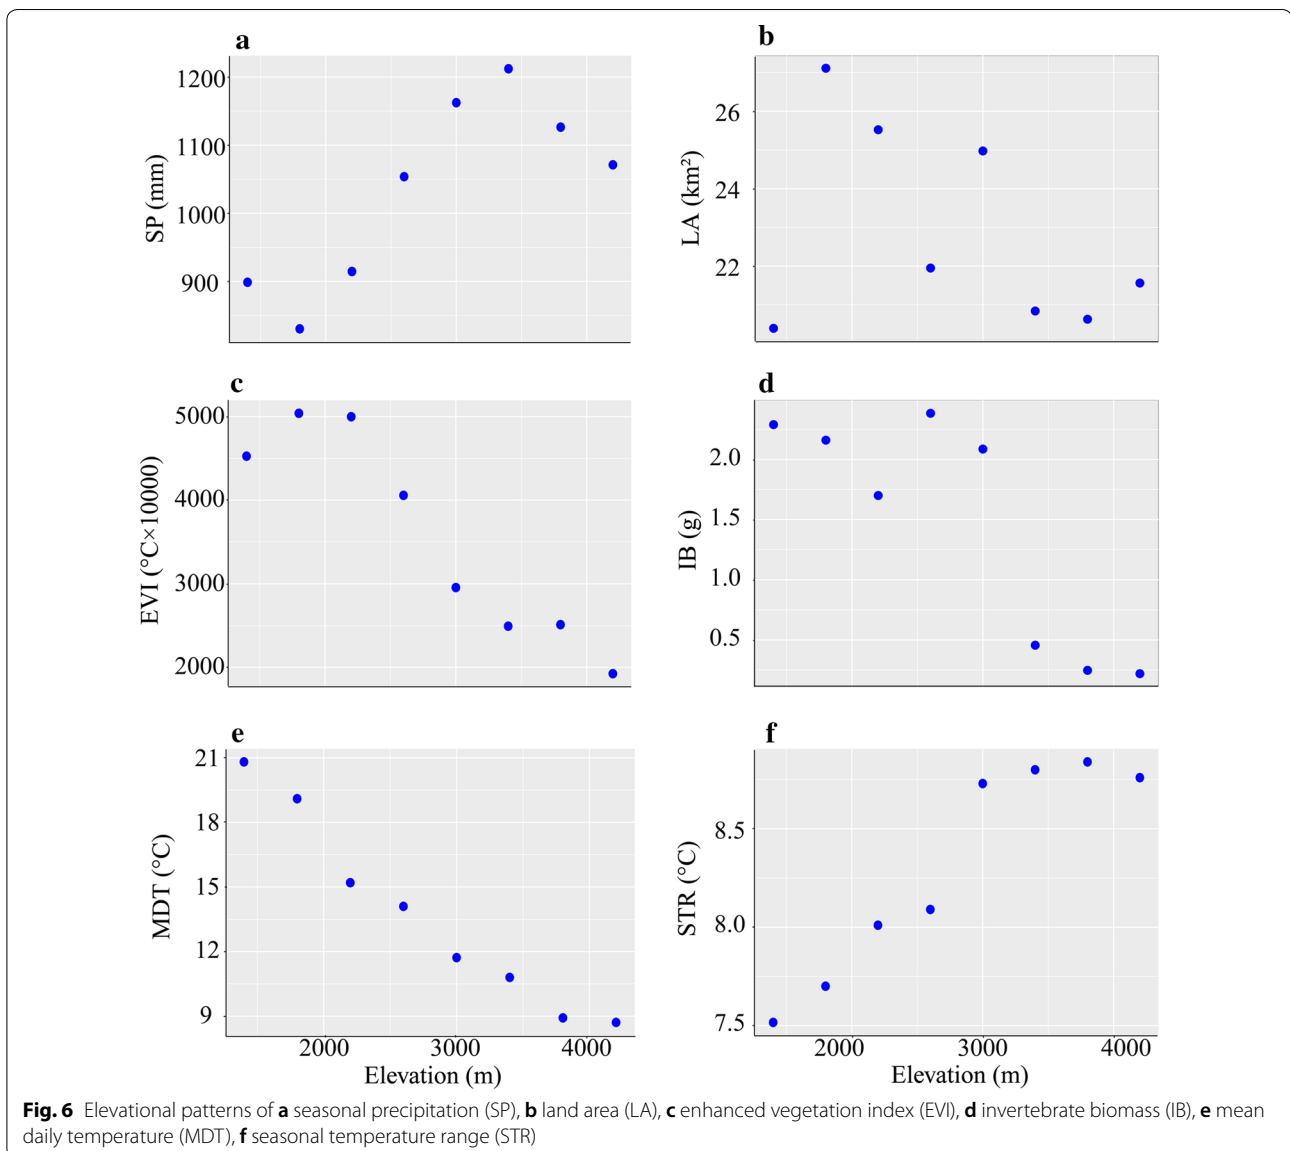 a
1200
1100
1000
900
SP (mm)
b
26
24
22
LA (km²)
c
5000
4000
3000
2000
EVI (°C×10000)
d
2.0
1.5
1.0
0.5
IB (g)
e
21
18
15
12
9
MDT (°C)
2000 3000 4000
Elevation (m)
f
8.5
8.0
7.5
STR (°C)
2000 3000 4000
Elevation (m)
Fig. 6 Elevational patterns of a seasonal precipitation (SP), b land area (LA), c enhanced vegetation index (EVI), d invertebrate biomass (IB), e mean
daily temperature (MDT), f seasonal temperature range (STR)